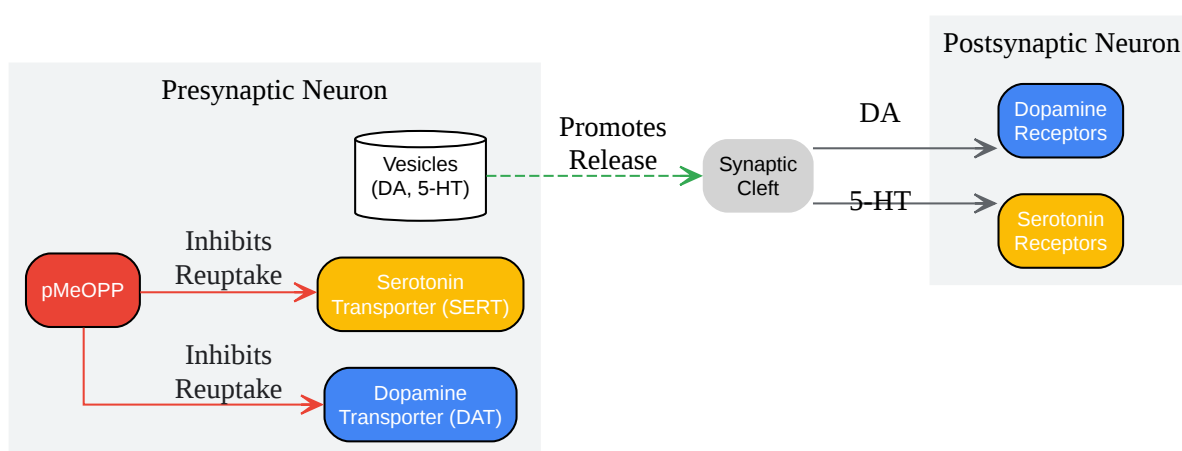 Postsynaptic Neuron
Presynaptic Neuron
Vesicles
(DA, 5-HT)
Promotes
Release
Synaptic
Cleft
DA
5-HT
Dopamine
Receptors
Serotonin
Receptors
pMeOPP
Inhibits
Reuptake
Serotonin
Transporter (SERT)
Inhibits
Reuptake
Dopamine
Transporter (DAT)